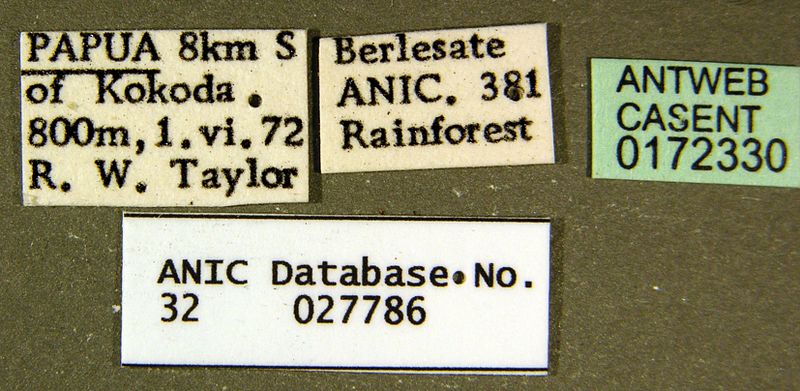 PAPUA 8km S
of Kokoda.
800m, 1.vi.72
R. W. Taylor
Berlesate
ANIC. 381
Rainforest
ANTWEB
CASENT
0172330
ANIC Database No.
32 027786